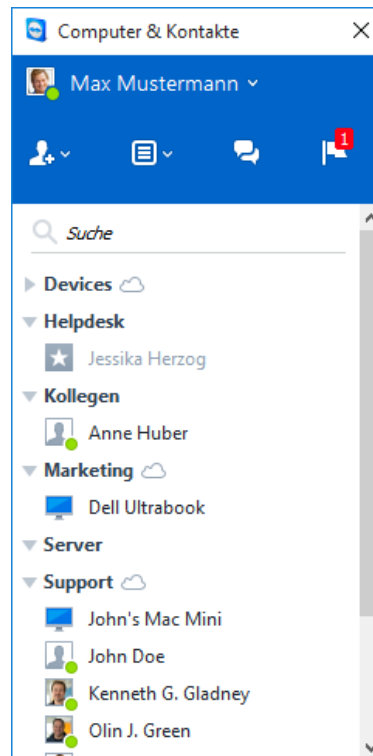 Computer & Kontakte
Max Mustermann
1
Suche
Devices
Helpdesk
Jessika Herzog
Kollegen
Anne Huber
Marketing
Dell Ultrabook
Server
Support
John's Mac Mini
John Doe
Kenneth G. Gladney
Olin J. Green